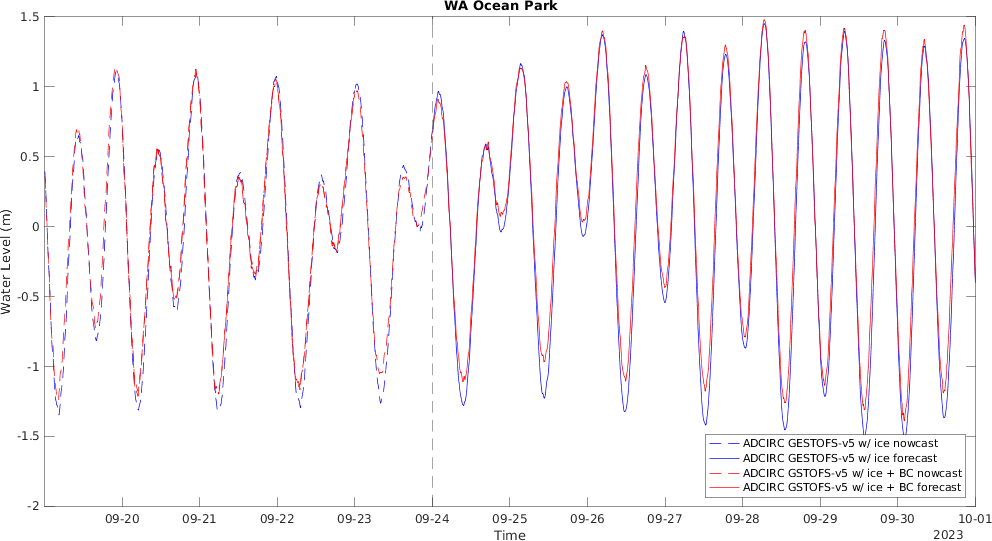 WA Ocean Park
1.5
1
0.5
0
-0.5
-1
-1.5
-2
Water Level (m)
ADCIRC GESTOFS-v5 w/ ice nowcast
ADCIRC GESTOFS-v5 w/ ice forecast
ADCIRC GSTOFS-v5 w/ ice + BC nowcast
ADCIRC GSTOFS-v5 w/ ice + BC forecast
09-20 09-21 09-22 09-23 09-24 09-25 09-26 09-27 09-28 09-29 09-30 10-01
Time
2023